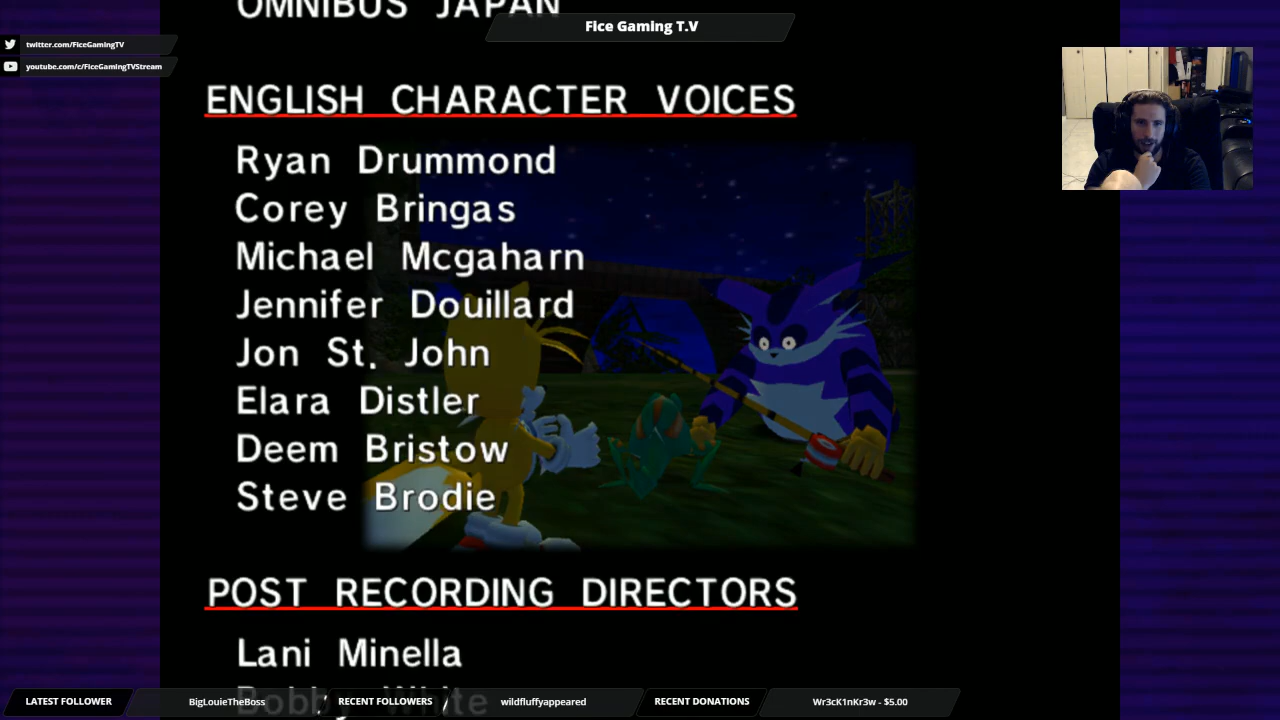 OMNIBUS JAPAN
Fice Gaming T.V
twitter.com/FiceGamingTV
youtube.com/c/FiceGamingTVStream
ENGLISH CHARACTER VOICES
Ryan Drummond
Corey Bringas
Michael Mcgaharn
Jennifer Douillard
Jon St. John
Elara Distler
Deem Bristow
Steve Brodie
POST RECORDING DIRECTORS
Lani Minella
Bobby White
LATEST FOLLOWER BigLouieTheBoss RECENT FOLLOWERS wildfluffyappeared RECENT DONATIONS Wr3cK1nKr3w - $5.00